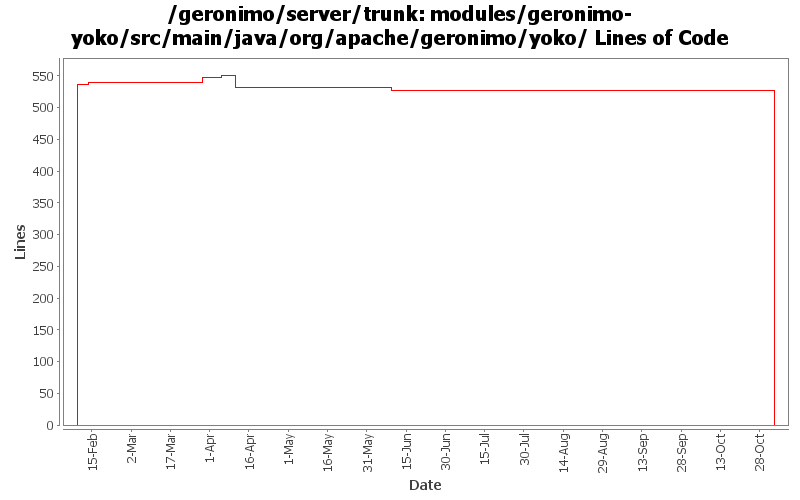 /geronimo/server/trunk: modules/geronimo-
yoko/src/main/java/org/apache/geronimo/yoko/ Lines of Code
Lines
550
500
450
400
350
300
250
200
150
100
50
0
15-Feb
2-Mar
17-Mar
1-Apr
16-Apr
1-May
16-May
31-May
15-Jun
30-Jun
15-Jul
30-Jul
14-Aug
29-Aug
13-Sep
28-Sep
13-Oct
28-Oct
Date